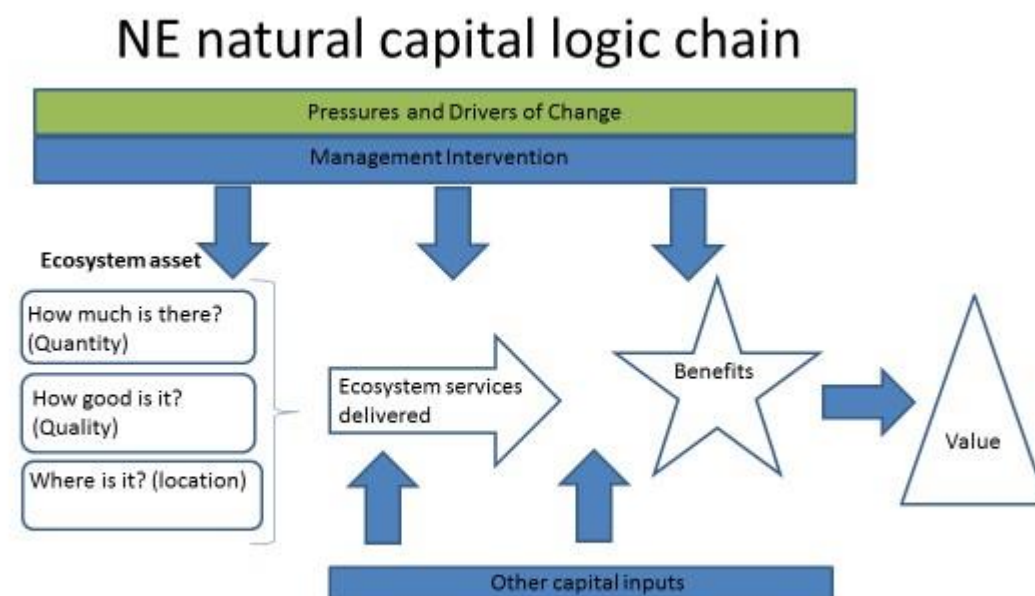 NE natural capital logic chain
Pressures and Drivers of Change
Management Intervention
Ecosystem asset
How much is there?
(Quantity)
How good is it?
(Quality)
Where is it? (location)
Ecosystem services
delivered
Benefits
Value
Other capital inputs